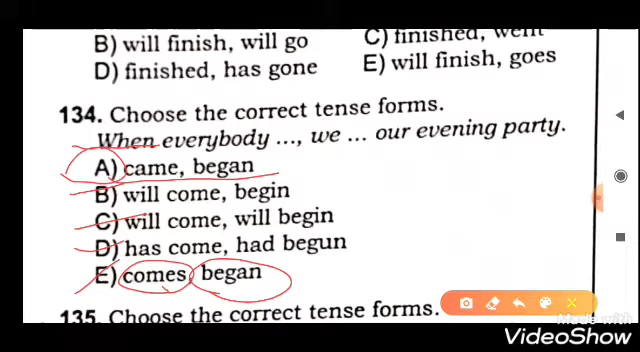 B) will finish, will go
C) finished, went
D) finished, has gone
E) will finish, goes
134. Choose the correct tense forms.
When everybody ..., we ... our evening party.
A) came, began
B) will come, begin
C) will come, will begin
D) has come, had begun
E) comes, began
135. Choose the correct tense forms.
Made with
VideoShow